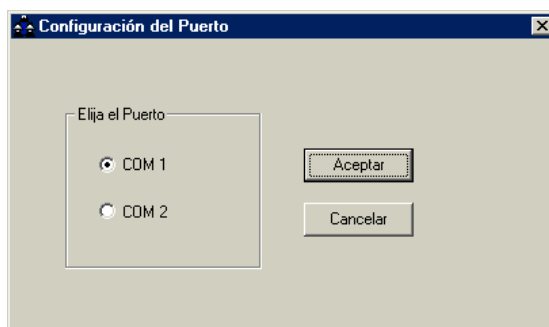 Configuración del Puerto
Elija el Puerto
COM 1
Aceptar
COM 2
Cancelar